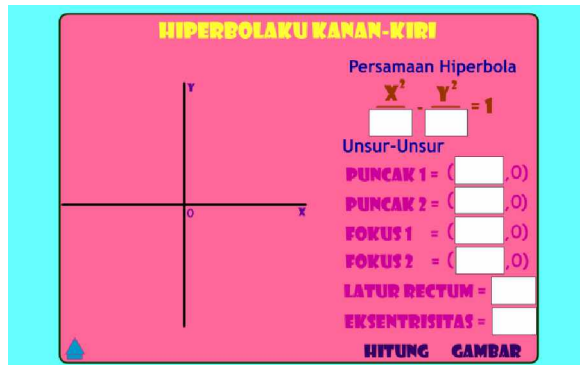 HIPERBOLAKU KANAN-KIRI
Y
X
0
Persamaan Hiperbola
X² - Y² = 1
Unsur-Unsur
PUNCAK 1 = ( ,0)
PUNCAK 2 = ( ,0)
FOKUS 1 = ( ,0)
FOKUS 2 = ( ,0)
LATUR RECTUM =
EKSENTRISITAS =
HITUNG GAMBAR